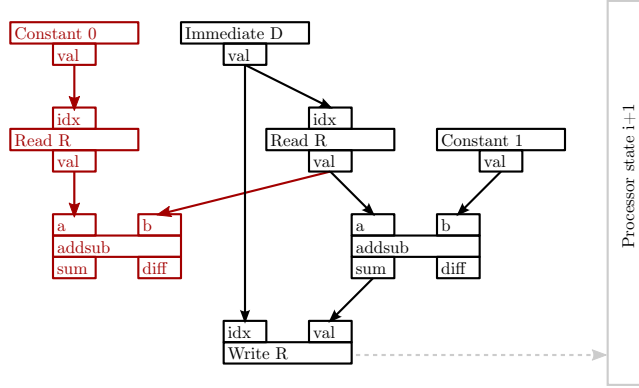 Constant 0
val
Immediate D
val
idx
Read R
val
idx
Read R
val
Constant 1
val
a b
addsub
sum diff
a b
addsub
sum diff
idx val
Write R
Processor state i+1